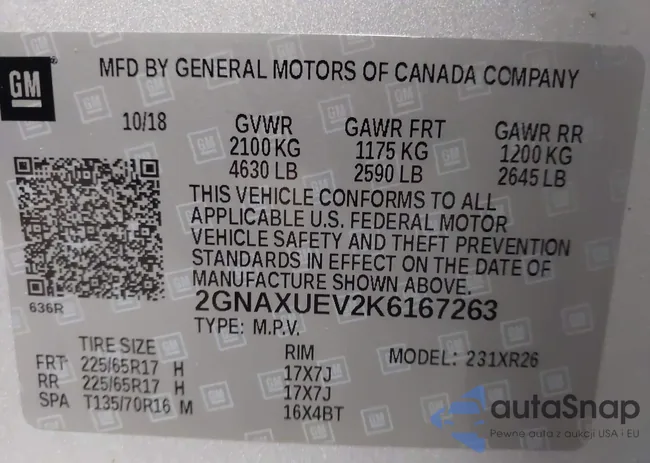 GM
MFD BY GENERAL MOTORS OF CANADA COMPANY
10/18
GVWR GAWR FRT GAWR RR
2100 KG 1175 KG 1200 KG
4630 LB 2590 LB 2645 LB
THIS VEHICLE CONFORMS TO ALL
APPLICABLE U.S. FEDERAL MOTOR
VEHICLE SAFETY AND THEFT PREVENTION
STANDARDS IN EFFECT ON THE DATE OF
MANUFACTURE SHOWN ABOVE.
636R
2GNAXUEV2K6167263
TYPE: M.P.V.
TIRE SIZE RIM MODEL: 231XR26
FRT 225/65R17 H 17X7J
RR 225/65R17 H 17X7J
SPA T135/70R16 M 16X4BT
autaSnap
Pewne auta z aukcji USA i EU